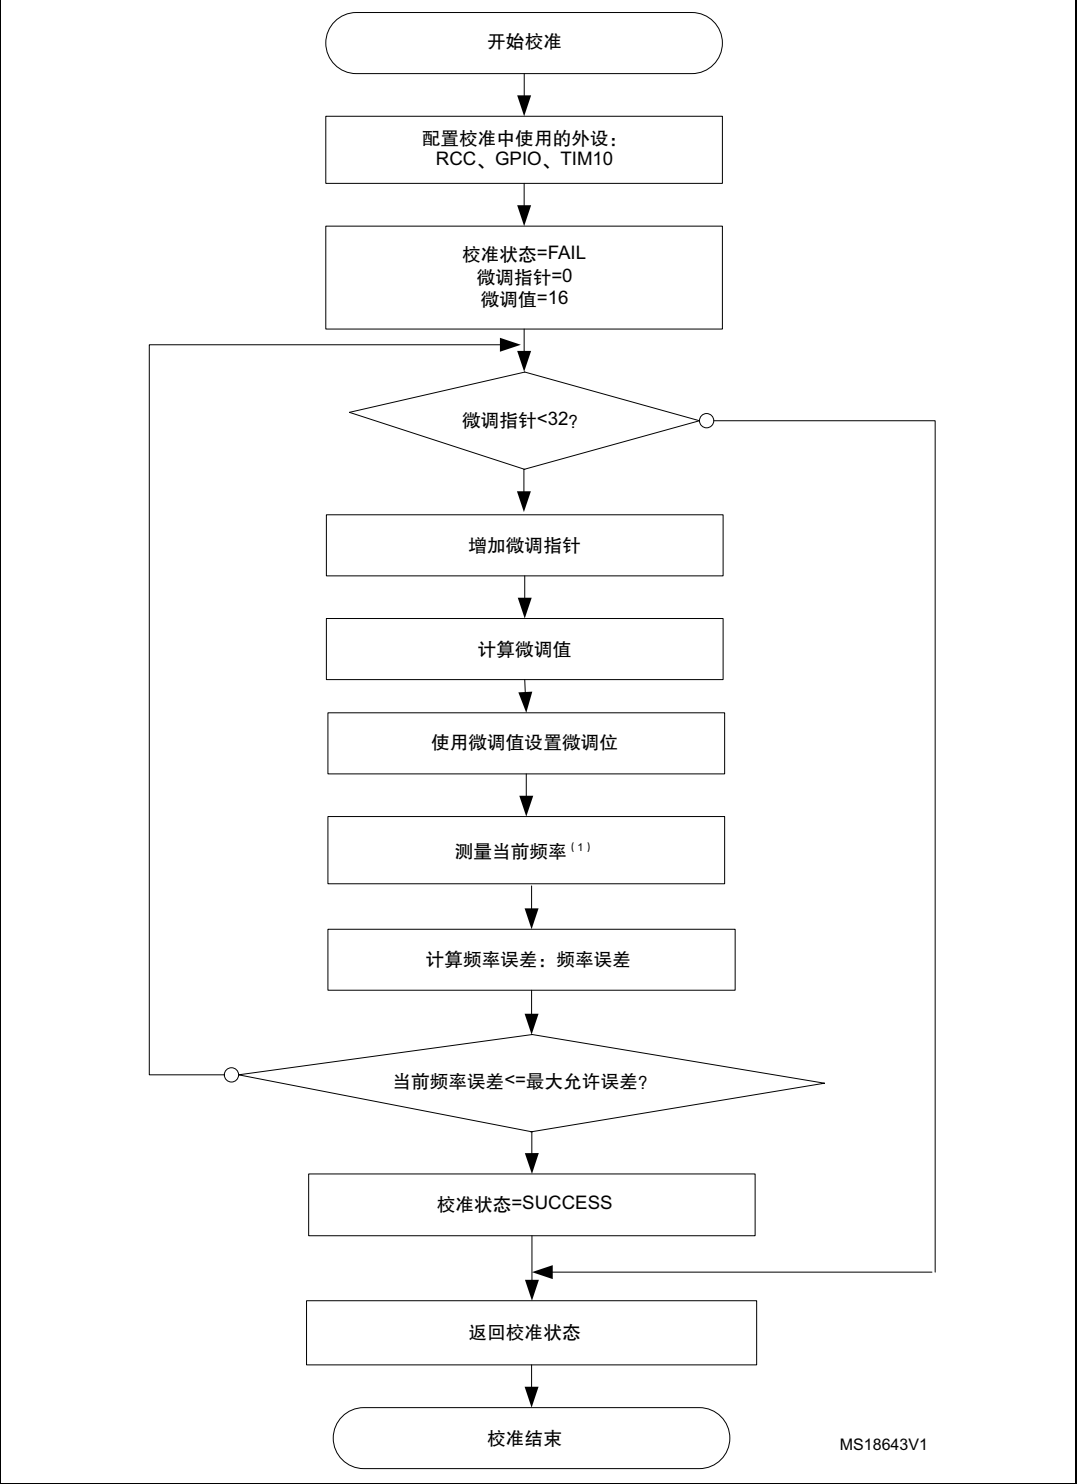 开始校准
配置校准中使用的外设：
RCC、GPIO、TIM10
校准状态=FAIL
微调指针=0
微调值=16
微调指针<32?
增加微调指针
计算微调值
使用微调值设置微调位
测量当前频率(1)
计算频率误差：频率误差
当前频率误差<=最大允许误差?
校准状态=SUCCESS
返回校准状态
校准结束
MS18643V1